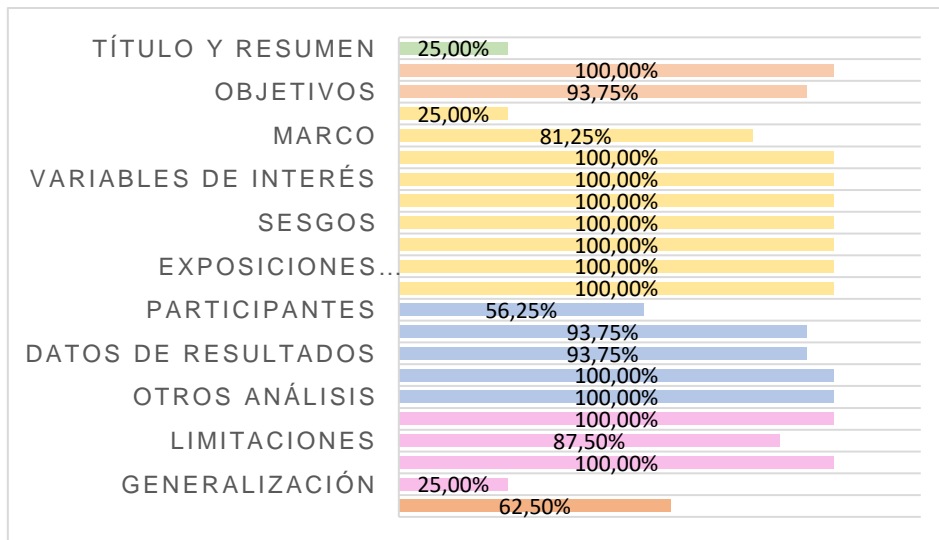 TÍTULO Y RESUMEN 25,00%
100,00%
OBJETIVOS 93,75%
25,00%
MARCO 81,25%
100,00%
VARIABLES DE INTERÉS 100,00%
100,00%
SESGOS 100,00%
100,00%
EXPOSICIONES... 100,00%
100,00%
PARTICIPANTES 56,25%
93,75%
DATOS DE RESULTADOS 93,75%
100,00%
OTROS ANÁLISIS 100,00%
100,00%
LIMITACIONES 87,50%
100,00%
GENERALIZACIÓN 25,00%
62,50%